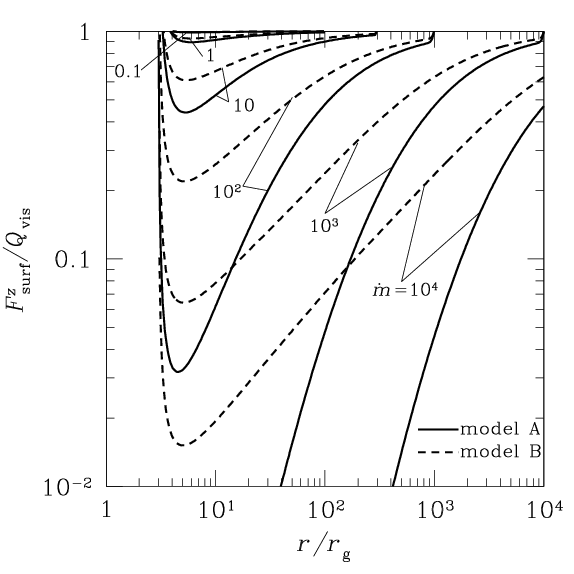 1
0.1
1
10
10²
10³
ṁ=10⁴
0.1
F^z_surf/Q_vis
model A
model B
10⁻²
1 10¹ 10² 10³ 10⁴
r/r_g